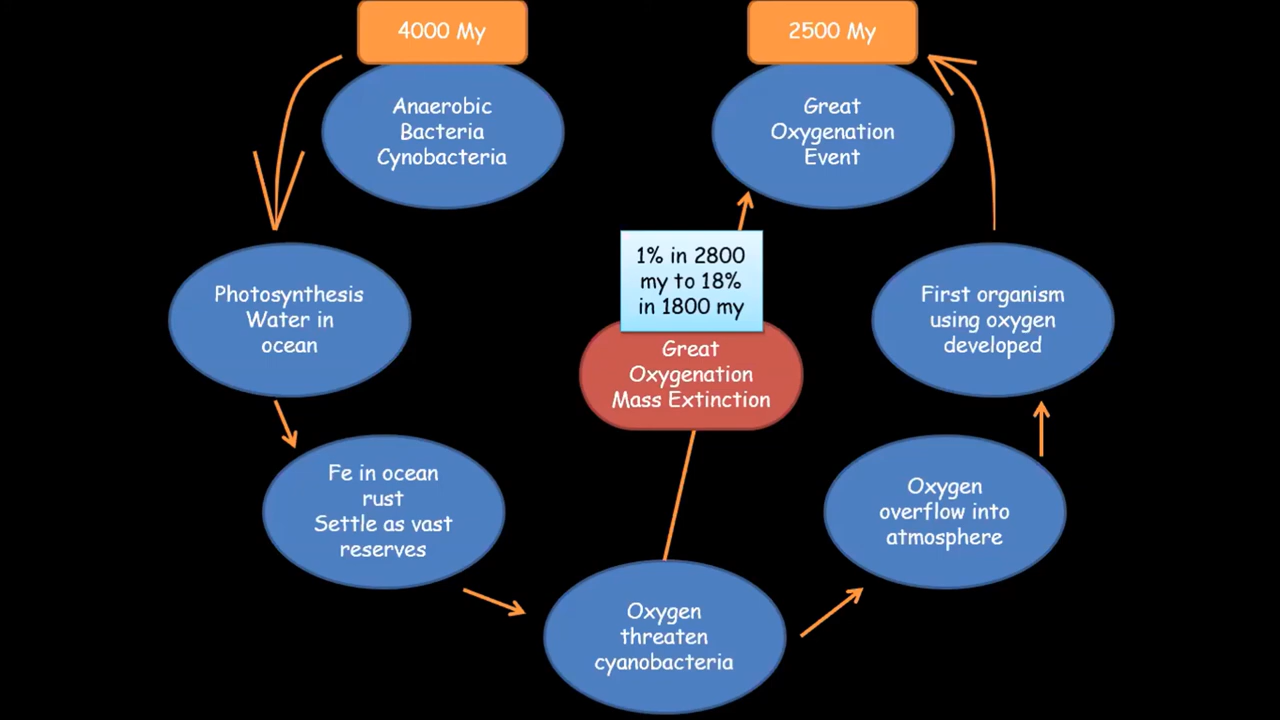 4000 My
Anaerobic
Bacteria
Cynobacteria
Photosynthesis
Water in
ocean
Fe in ocean
rust
Settle as vast
reserves
Oxygen
threaten
cyanobacteria
1% in 2800
my to 18%
in 1800 my
Great
Oxygenation
Mass Extinction
Oxygen
overflow into
atmosphere
First organism
using oxygen
developed
2500 My
Great
Oxygenation
Event